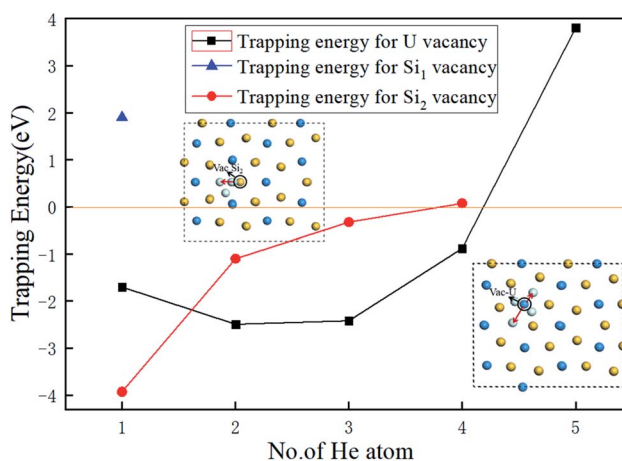 4
3
2
1
0
-1
-2
-3
-4
Trapping Energy(eV)
Trapping energy for U vacancy
Trapping energy for Si1 vacancy
Trapping energy for Si2 vacancy
Vac Si2
Vac-U
1 2 3 4 5
No.of He atom